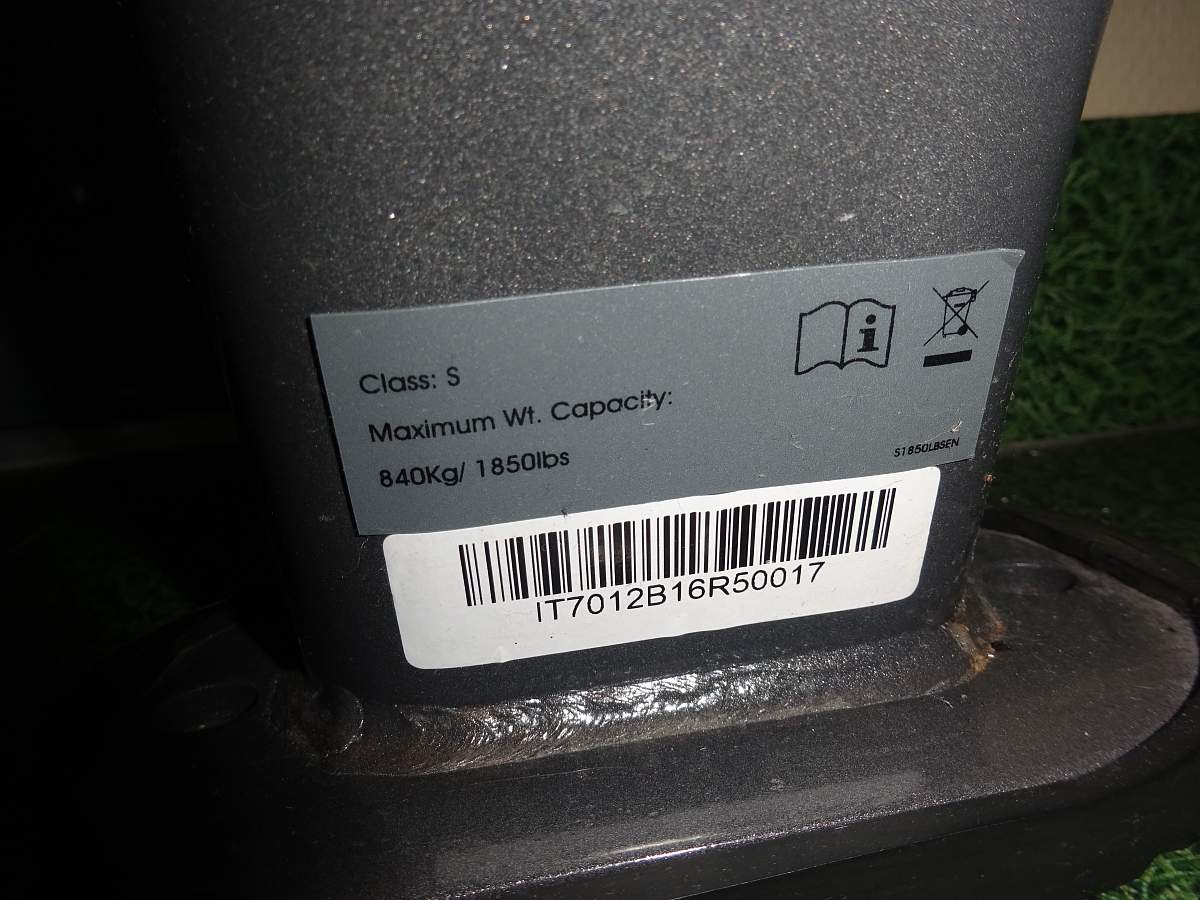 Class: S
Maximum Wt. Capacity:
840Kg/ 1850lbs
S1850LBSEN
IT7012B16R50017